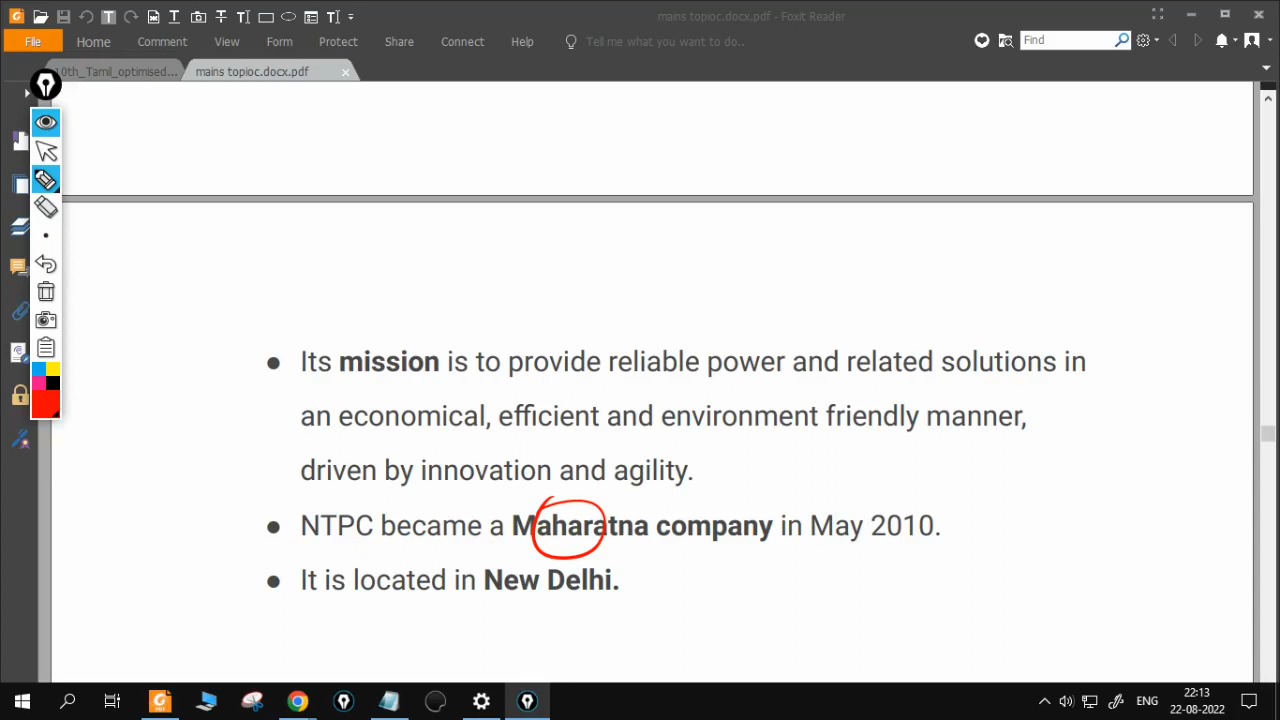 mains topioc.docx.pdf - Foxit Reader
File Home Comment View Form Protect Share Connect Help Tell me what you want to do.. Find
10th_Tamil_optimised... mains topioc.docx.pdf
● Its mission is to provide reliable power and related solutions in
an economical, efficient and environment friendly manner,
driven by innovation and agility.
● NTPC became a Maharatna company in May 2010.
● It is located in New Delhi.
ENG
22:13
22-08-2022